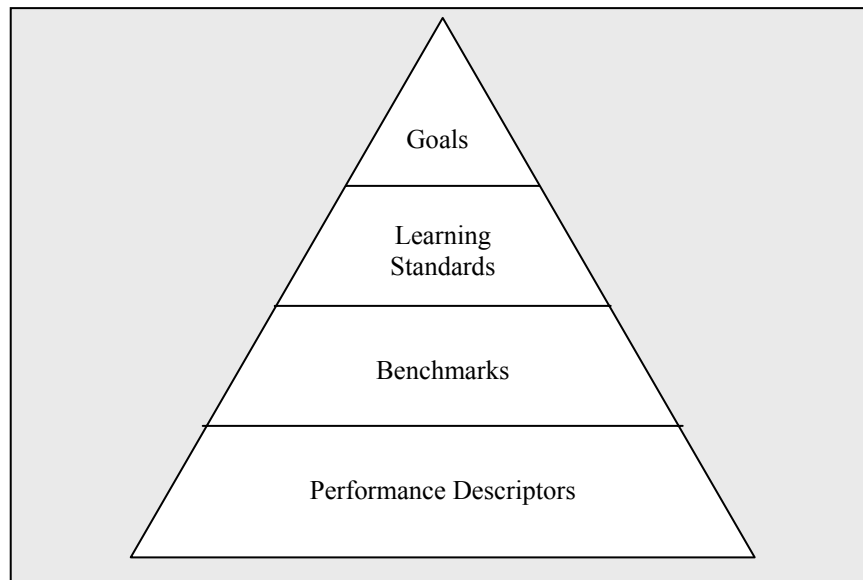 Goals
Learning
Standards
Benchmarks
Performance Descriptors